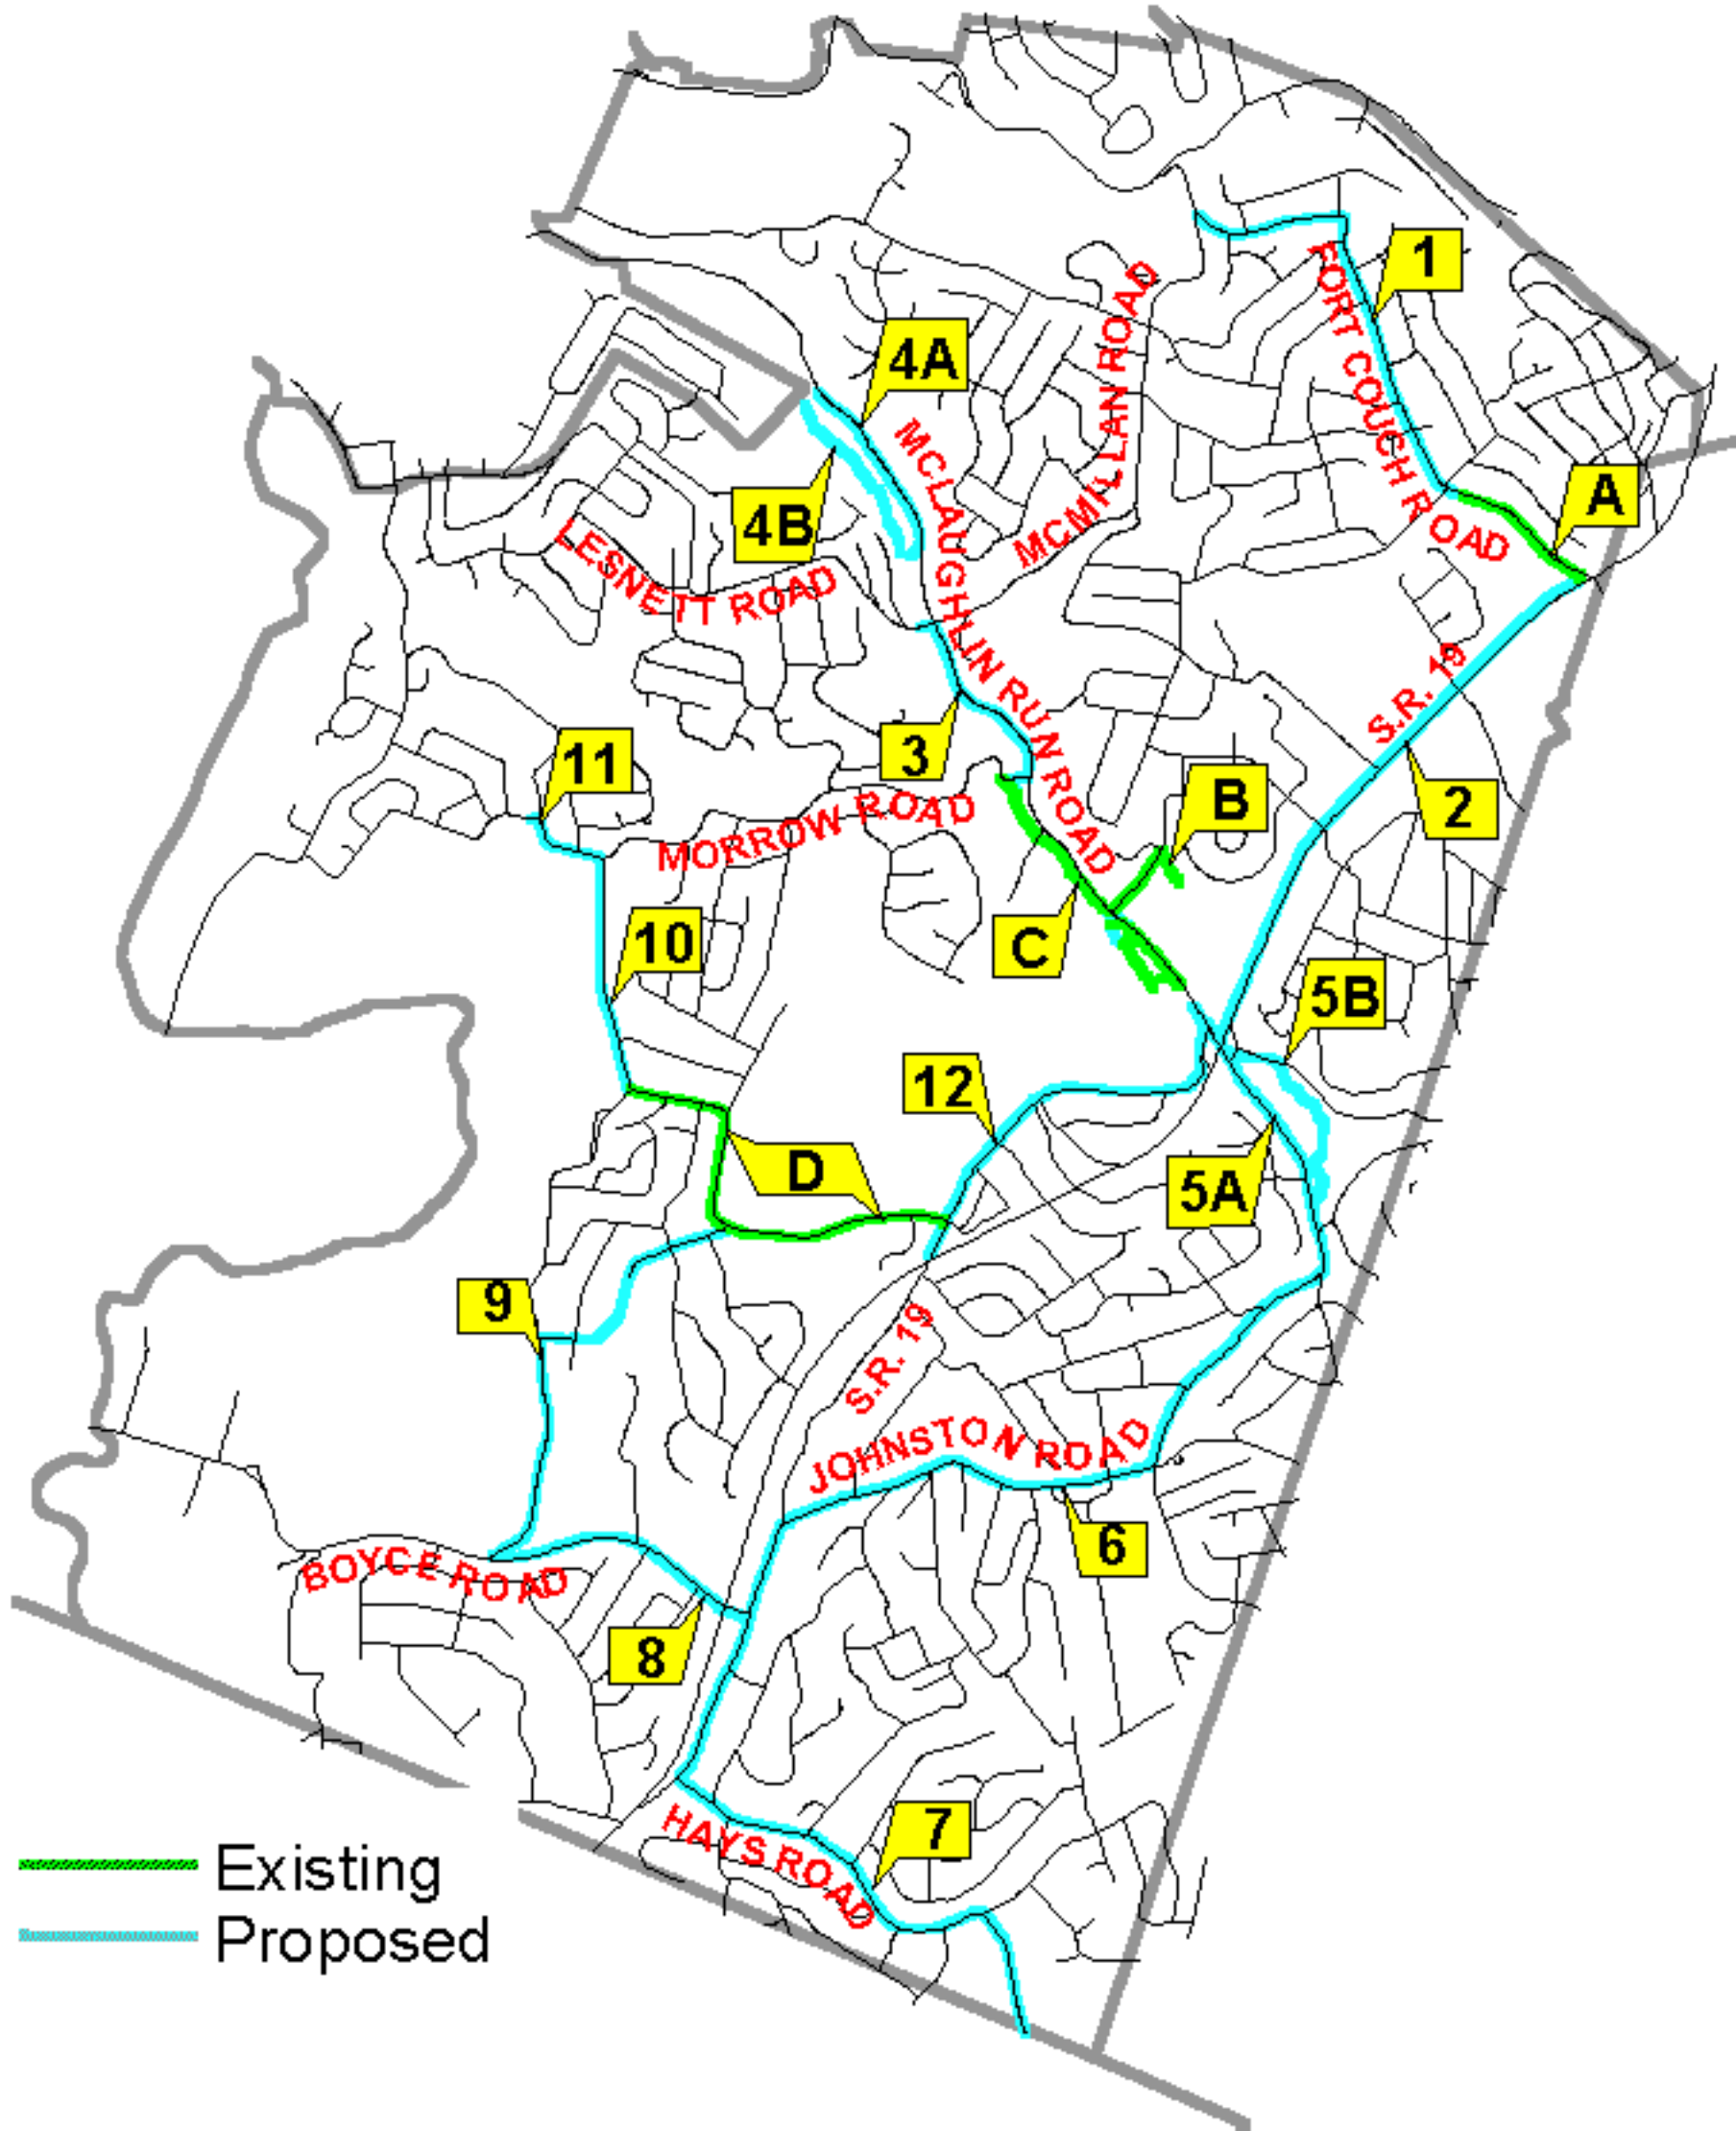 1
FORT COUCH ROAD
MCMILLAN ROAD
4A
MCLAUGHLIN RUN ROAD
A
4B
LESNETT ROAD
S.R. 19
3
11
2
B
MORROW ROAD
10
C
5B
12
D
5A
9
S.R. 19
JOHNSTON ROAD
6
BOYCE ROAD
8
7
HAYS ROAD
Existing
Proposed